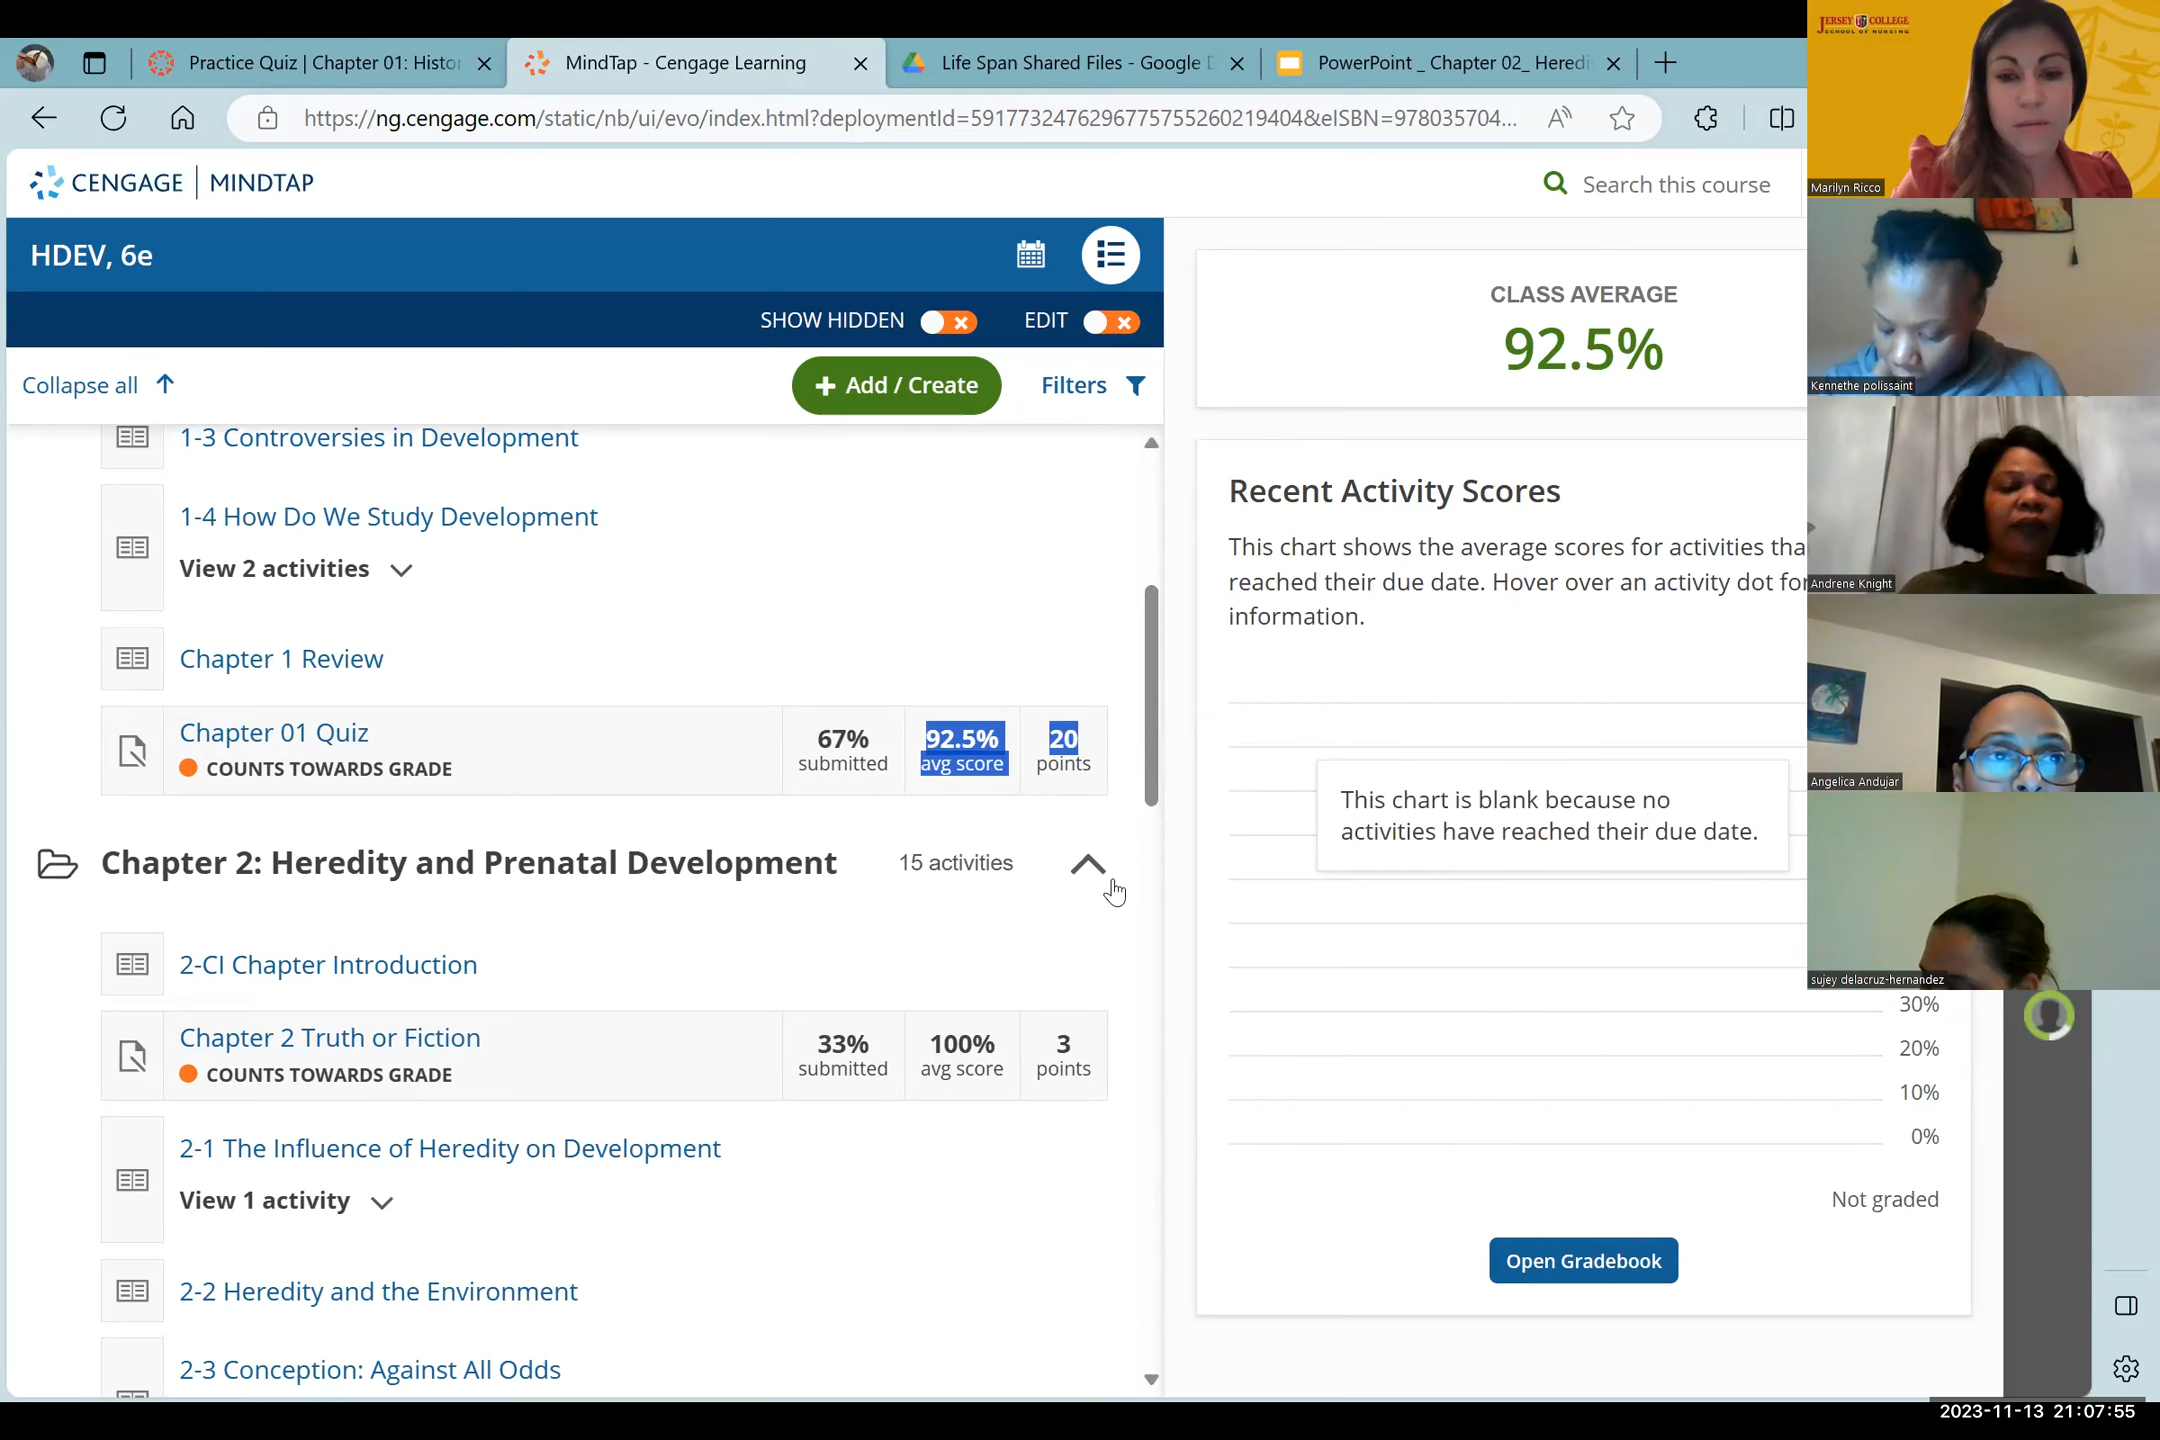 Practice Quiz | Chapter 01: Histor
MindTap - Cengage Learning
Life Span Shared Files - Google D
PowerPoint _ Chapter 02_ Heredi
https://ng.cengage.com/static/nb/ui/evo/index.html?deploymentId=5917732476296775755260219404&eISBN=978035704...
CENGAGE | MINDTAP
Search this course
HDEV, 6e
SHOW HIDDEN
EDIT
Collapse all
+ Add / Create
Filters
1-3 Controversies in Development
1-4 How Do We Study Development
View 2 activities
Chapter 1 Review
Chapter 01 Quiz
COUNTS TOWARDS GRADE
67%
submitted
92.5%
avg score
20
points
Chapter 2: Heredity and Prenatal Development
15 activities
2-CI Chapter Introduction
Chapter 2 Truth or Fiction
COUNTS TOWARDS GRADE
33%
submitted
100%
avg score
3
points
2-1 The Influence of Heredity on Development
View 1 activity
2-2 Heredity and the Environment
2-3 Conception: Against All Odds
CLASS AVERAGE
92.5%
Recent Activity Scores
This chart shows the average scores for activities tha
reached their due date. Hover over an activity dot for
information.
This chart is blank because no
activities have reached their due date.
30%
20%
10%
0%
Not graded
Open Gradebook
JERSEY COLLEGE
SCHOOL OF NURSING
Marilyn Ricco
Kennethe polissaint
Andrene Knight
Angelica Andujar
sujey delacruz-hernandez
2023-11-13 21:07:55